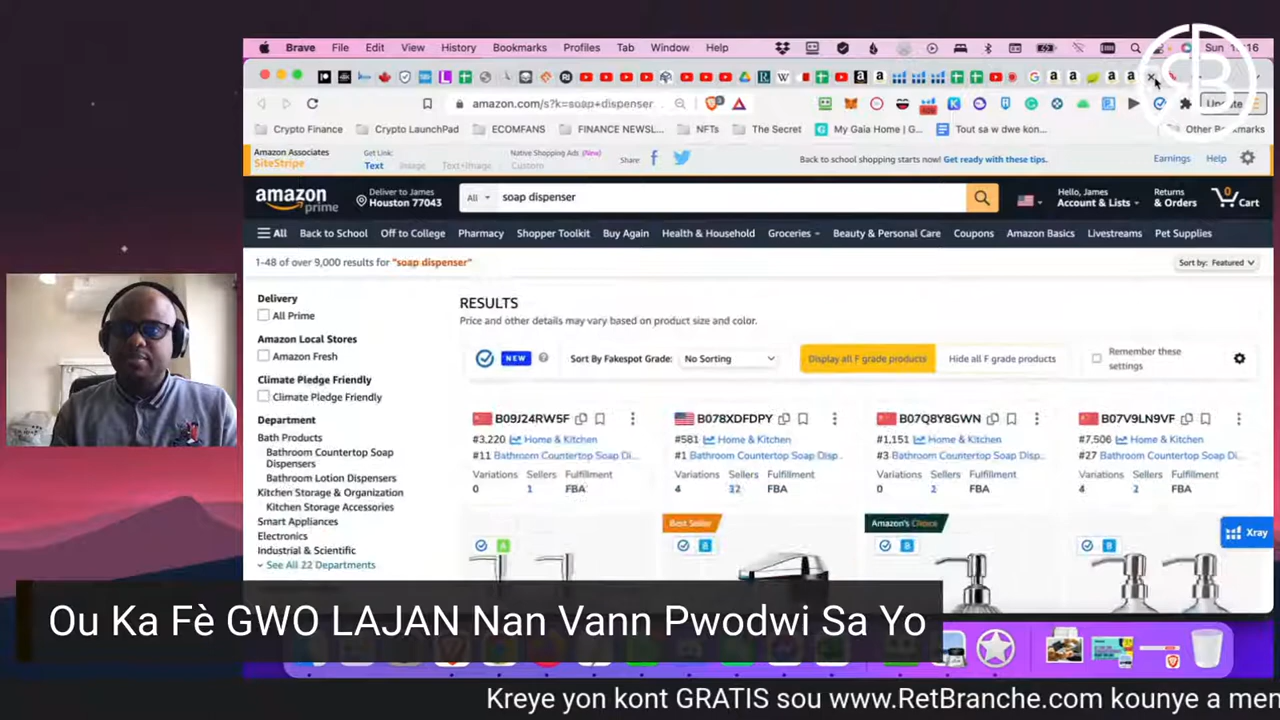 Brave File Edit View History Bookmarks Profiles Tab Window Help
amazon.com/s?k=soap+dispenser
Crypto Finance Crypto LaunchPad ECOMFANS FINANCE NEWSL... NFTs The Secret My Gaia Home | G... Tout sa w dwe kon... Other Bookmarks
Amazon Associates
SiteStripe
Get Link:
Text Image Text+Image
Native Shopping Ads (New)
Custom
Share
Back to school shopping starts now! Get ready with these tips.
Earnings Help
amazon prime
Deliver to James
Houston 77043
All soap dispenser
Hello, James
Account & Lists
Returns
& Orders
0
Cart
All Back to School Off to College Pharmacy Shopper Toolkit Buy Again Health & Household Groceries Beauty & Personal Care Coupons Amazon Basics Livestreams Pet Supplies
1-48 of over 9,000 results for "soap dispenser"
Sort by: Featured
Delivery
All Prime
Amazon Local Stores
Amazon Fresh
Climate Pledge Friendly
Climate Pledge Friendly
Department
Bath Products
Bathroom Countertop Soap
Dispensers
Bathroom Lotion Dispensers
Kitchen Storage & Organization
Kitchen Storage Accessories
Smart Appliances
Electronics
Industrial & Scientific
See All 22 Departments
RESULTS
Price and other details may vary based on product size and color.
NEW Sort By Fakespot Grade: No Sorting Display all F grade products Hide all F grade products Remember these
settings
B09J24RW5F B078XDFDPY B07Q8Y8GWN B07V9LN9VF
#3,220 Home & Kitchen #581 Home & Kitchen #1,151 Home & Kitchen #7,506 Home & Kitchen
#11 Bathroom Countertop Soap Di... #1 Bathroom Countertop Soap Disp... #3 Bathroom Countertop Soap Disp... #27 Bathroom Countertop Soap Di...
Variations Sellers Fulfillment Variations Sellers Fulfillment Variations Sellers Fulfillment Variations Sellers Fulfillment
0 1 FBA 4 32 FBA 0 2 FBA 4 2 FBA
Best Seller Amazon's Choice
A B B B
Xray
Ou Ka Fè GWO LAJAN Nan Vann Pwodwi Sa Yo
Kreye yon kont GRATIS sou www.RetBranche.com kounye a men